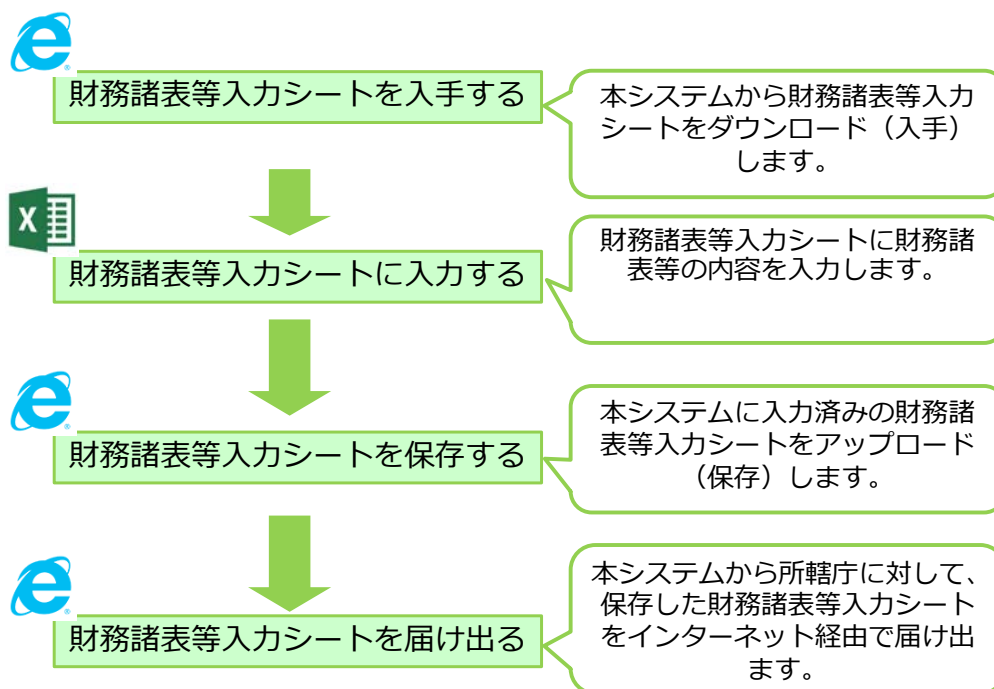 財務諸表等入力シートを入手する
本システムから財務諸表等入力
シートをダウンロード（入手）
します。
財務諸表等入力シートに入力する
財務諸表等入力シートに財務諸
表等の内容を入力します。
財務諸表等入力シートを保存する
本システムに入力済みの財務諸
表等入力シートをアップロード
（保存）します。
財務諸表等入力シートを届け出る
本システムから所轄庁に対して、
保存した財務諸表等入力シート
をインターネット経由で届け出
ます。